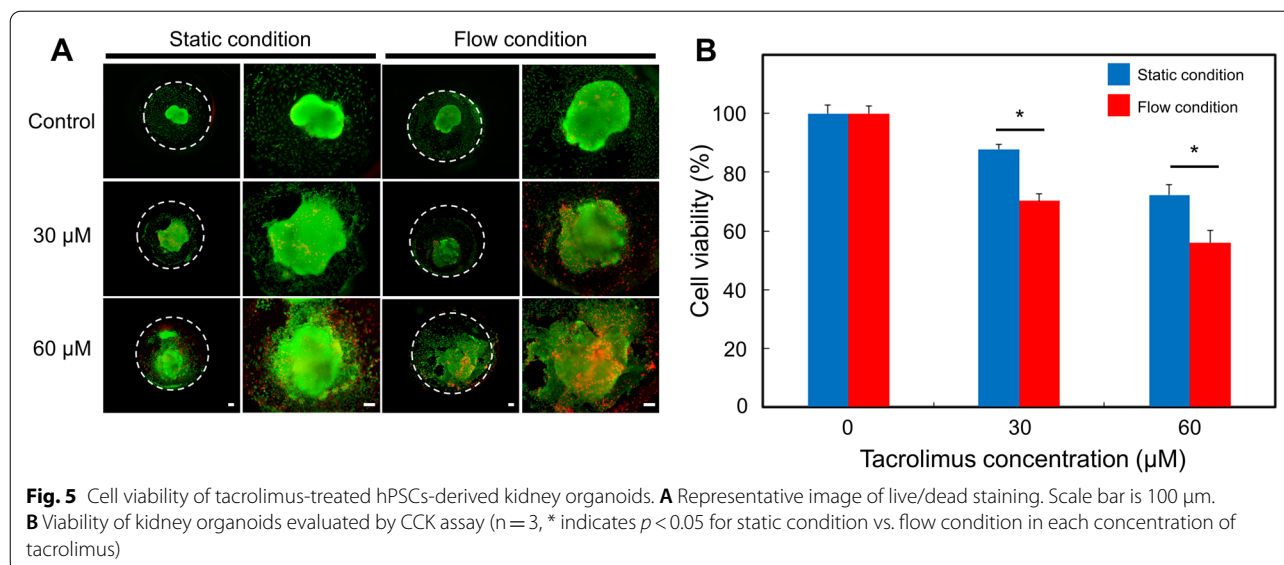 A
Static condition
Flow condition
Control
30 µM
60 µM
B
Static condition
Flow condition
*
*
Cell viability (%)
100
80
60
40
20
0
0
30
60
Tacrolimus concentration (µM)
Fig. 5 Cell viability of tacrolimus-treated hPSCs-derived kidney organoids. A Representative image of live/dead staining. Scale bar is 100 µm.
B Viability of kidney organoids evaluated by CCK assay (n = 3, * indicates p < 0.05 for static condition vs. flow condition in each concentration of
tacrolimus)